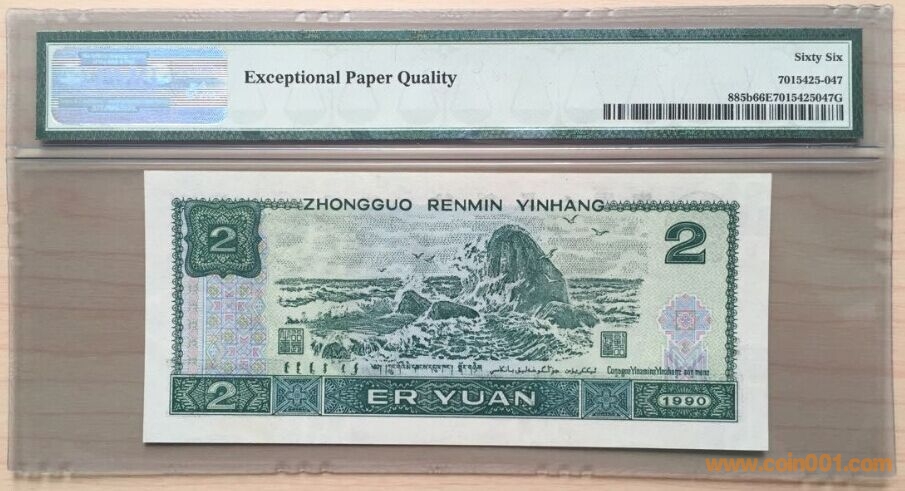 Exceptional Paper Quality
Sixty Six
7015425-047
885b66E7015425047G
ZHONGGUO RENMIN YINHANG
2
2
2 ER YUAN 1990
www.coin001.com